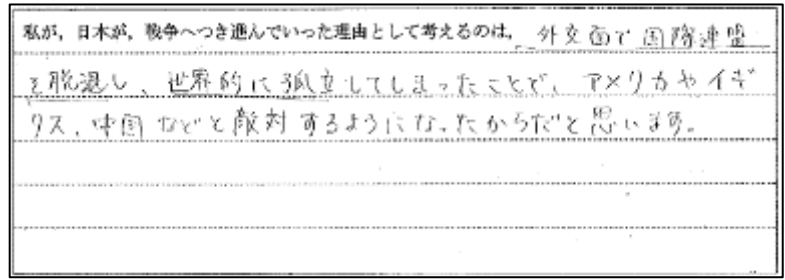 私が，日本が，戦争へつき進んでいった理由として考えるのは，外交面で国際連盟
を脱退し、世界的に孤立してしまったことで、アメリカやイギ
リス、中国などと敵対するようになったからだと思います。